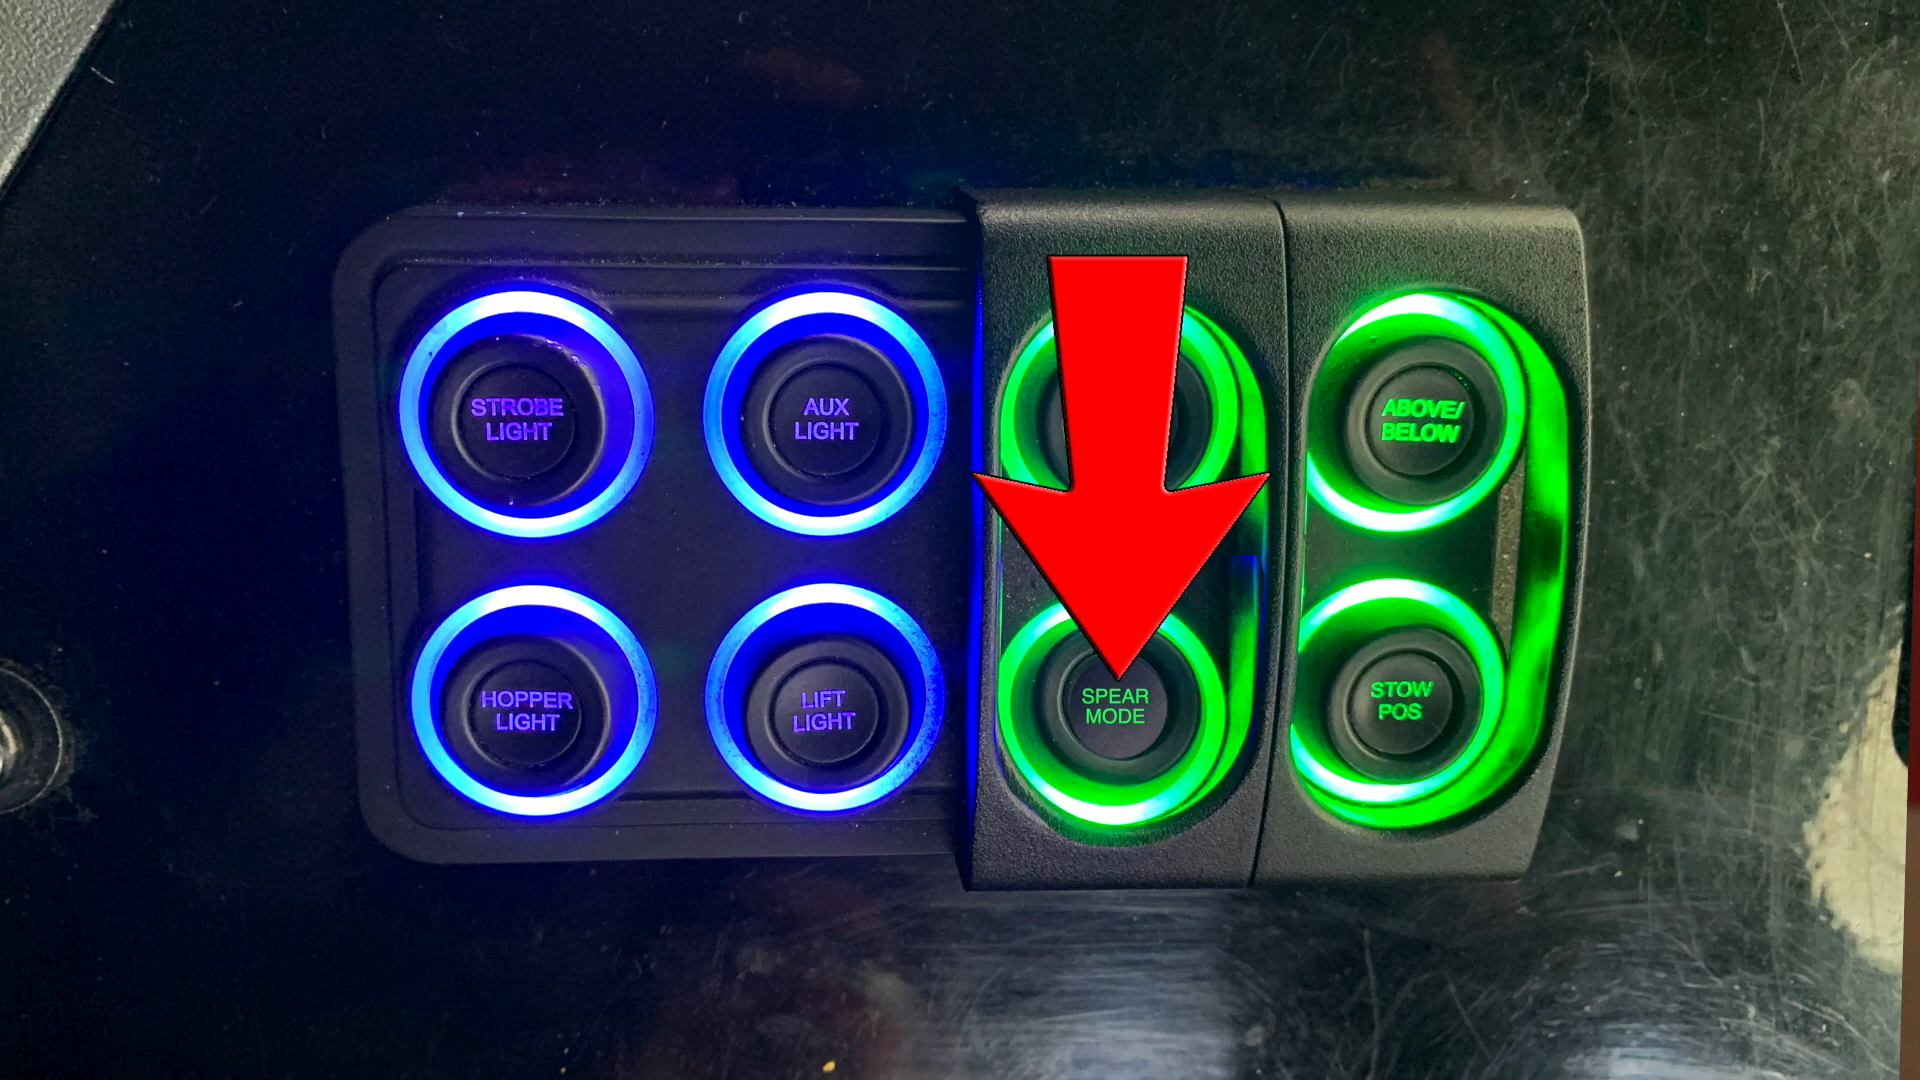 STROBE
LIGHT
AUX
LIGHT
ABOVE/
BELOW
HOPPER
LIGHT
LIFT
LIGHT
SPEAR
MODE
STOW
POS